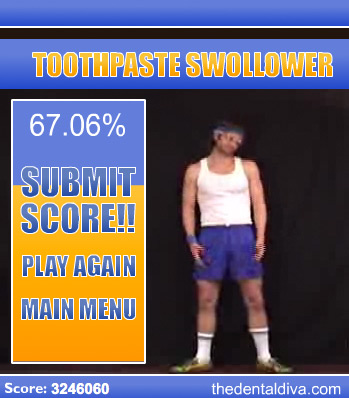 TOOTHPASTE SWOLLOWER
67.06%
SUBMIT
SCORE!!
PLAY AGAIN
MAIN MENU
Score: 3246060
thedentaldiva.com